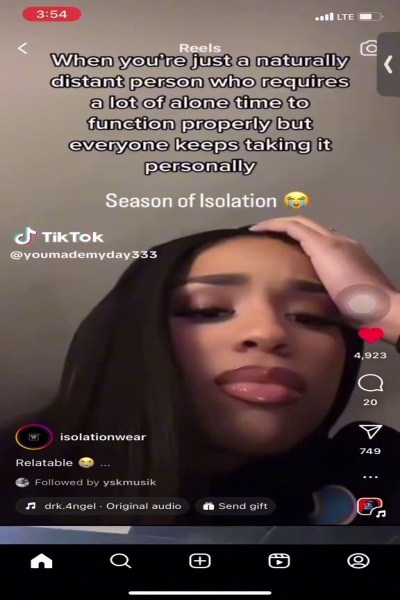 3:54
LTE
Reels
When you're just a naturally
distant person who requires
a lot of alone time to
function properly but
everyone keeps taking it
personally
Season of Isolation 😭
TikTok
@youmademyday333
4,923
20
749
isolationwear
Relatable 😭 ...
Followed by yskmusik
drk.4ngel · Original audio
Send gift